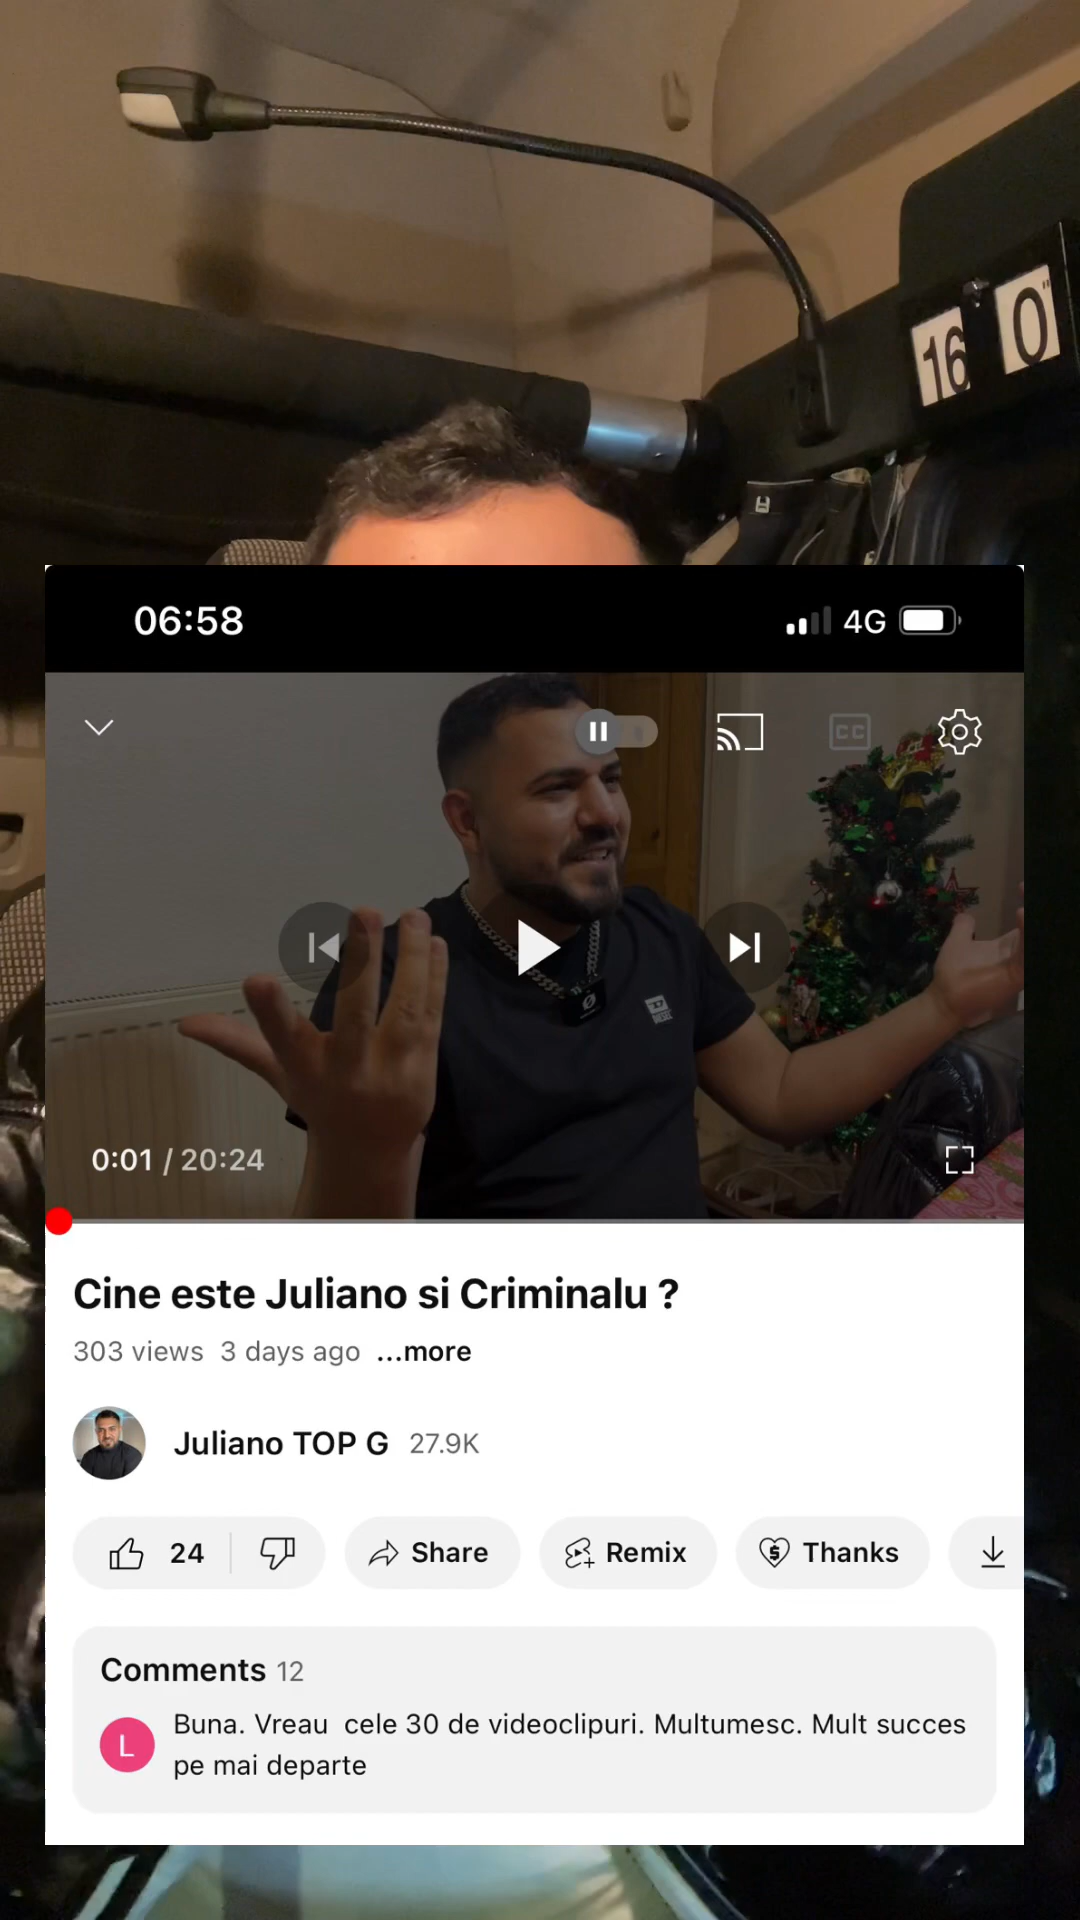 16 0"
06:58 4G
CC
DIESEL
0:01 / 20:24
Cine este Juliano si Criminalu ?
303 views 3 days ago ...more
Juliano TOP G 27.9K
24 Share Remix Thanks
Comments 12
L
Buna. Vreau cele 30 de videoclipuri. Multumesc. Mult succes
pe mai departe